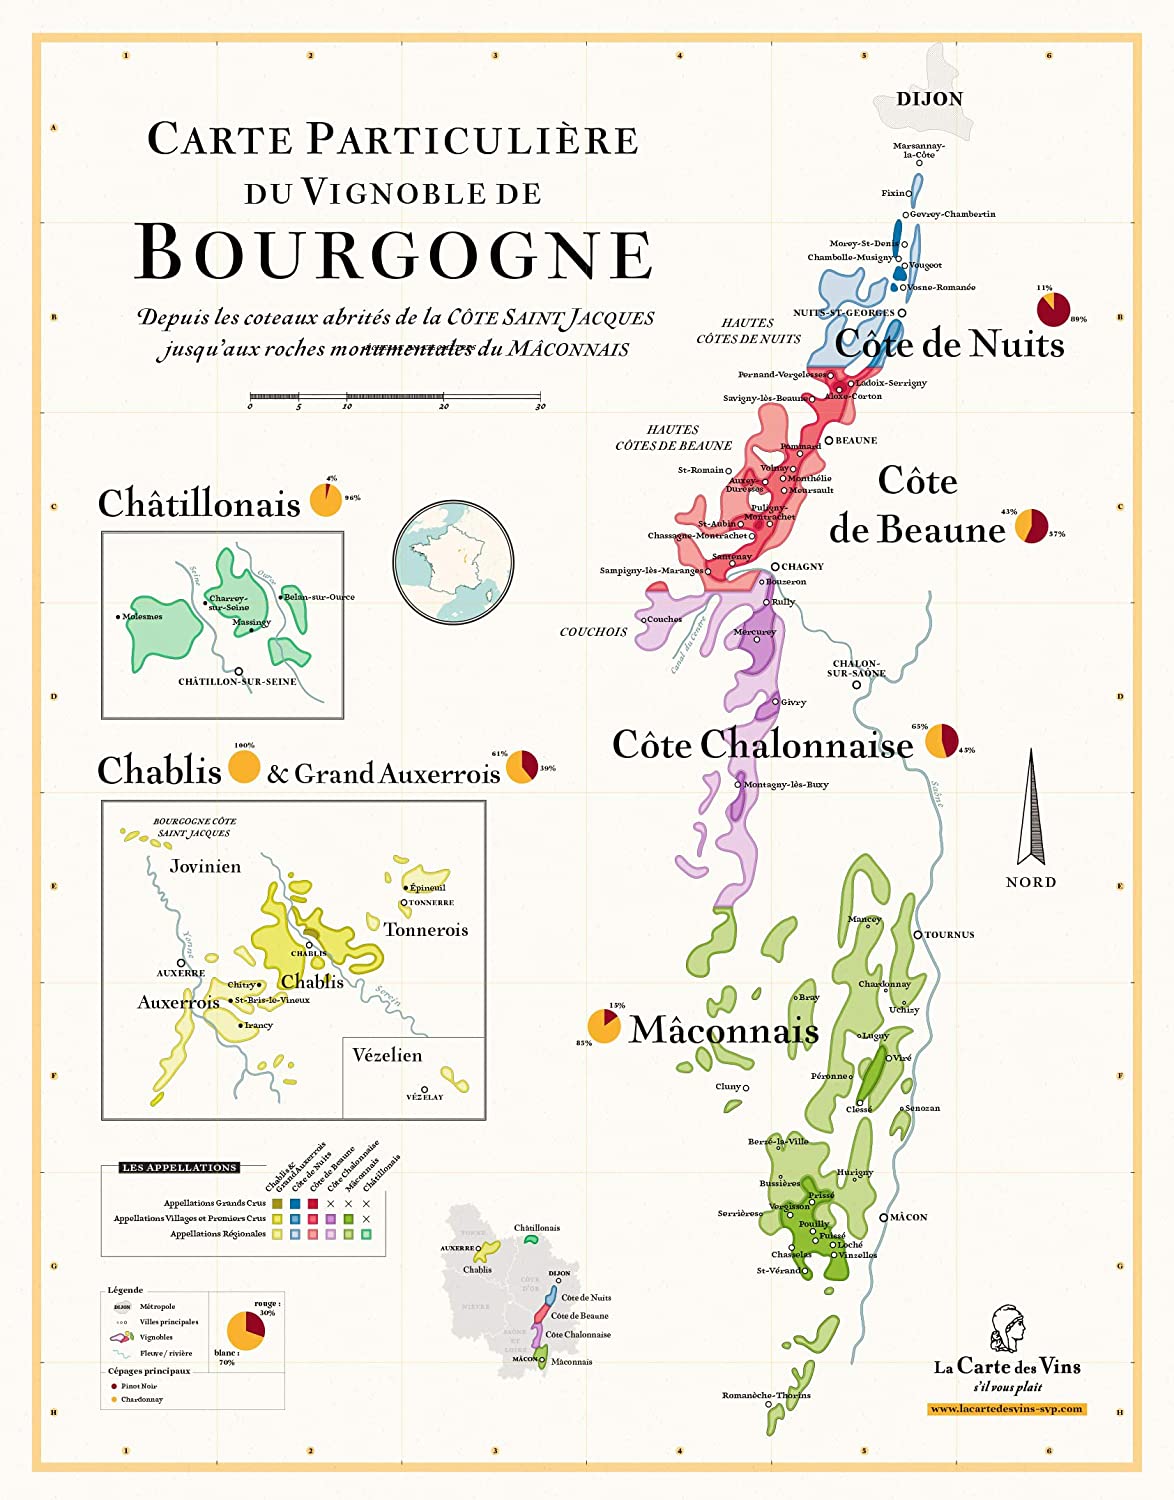 1 2 3 4 5 6
A
B
C
D
E
F
G
H
CARTE PARTICULIÈRE
DU VIGNOBLE DE
BOURGOGNE
Depuis les coteaux abrités de la CÔTE SAINT JACQUES
jusqu'aux roches monumentales du MÂCONNAIS
0 5 10 20 30
DIJON
Marsannay-
la-Côte
Fixin
Gevrey-Chambertin
Morey-St-Denis
Chambolle-Musigny
Vougeot
Vosne-Romanée
NUITS-ST-GEORGES
11%
89%
HAUTES
CÔTES DE NUITS
Côte de Nuits
Pernand-Vergelesses
Ladoix-Serrigny
Savigny-lès-Beaune
Aloxe-Corton
HAUTES
CÔTES DE BEAUNE
BEAUNE
Pommard
St-Romain
Volnay
Monthélie
Auxey-
Duresses
Meursault
Côte
de Beaune
43%
57%
Puligny-
Montrachet
St-Aubin
Chassagne-Montrachet
Santenay
Sampigny-lès-Maranges
CHAGNY
Bouzeron
Rully
COUCHOIS
Couches
Canal du Centre
Mercurey
CHALON-
SUR-SAÔNE
Givry
Côte Chalonnaise
65%
45%
Montagny-lès-Buxy
Saône
NORD
Châtillonais
4%
96%
Seine
Ource
Molesmes
Charrey-
sur-Seine
Belan-sur-Ource
Massingy
CHÂTILLON-SUR-SEINE
Chablis
100%
& Grand Auxerrois
61%
39%
BOURGOGNE CÔTE
SAINT JACQUES
Jovinien
Épineuil
TONNERRE
Tonnerois
Yonne
AUXERRE
CHABLIS
Chablis
Chitry
Serein
Auxerrois
St-Bris-le-Vineux
Irancy
Vézelien
VÉZELAY
Mancey
TOURNUS
Chardonnay
Bray
Uchizy
15%
85%
Mâconnais
Lugny
Viré
Péronne
Cluny
Clessé
Senozan
Berzé-la-Ville
Hurigny
Bussières
Prissé
Vergisson
Serrières
MÂCON
Pouilly
Fuissé
Loché
Chasselas
Vinzelles
St-Vérand
Romanèche-Thorins
LES APPELLATIONS
Chablis &
Grand Auxerrois
Côte de Nuits
Côte de Beaune
Côte Chalonnaise
Mâconnais
Châtillonais
Appellations Grands Crus
Appellations Villages et Premiers Crus
Appellations Régionales
Légende
DIJON Métropole
Villes principales
Vignobles
Fleuve / rivière
Cépages principaux
Pinot Noir
Chardonnay
rouge :
30%
blanc :
70%
YONNE
Châtillonais
AUXERRE
Chablis
DIJON
CÔTE
D'OR
Côte de Nuits
NIÈVRE
Côte de Beaune
SAÔNE
ET
LOIRE
Côte Chalonnaise
MÂCON
Mâconnais
La Carte des Vins
s'il vous plaît
www.lacartedesvins-svp.com
1 2 3 4 5 6